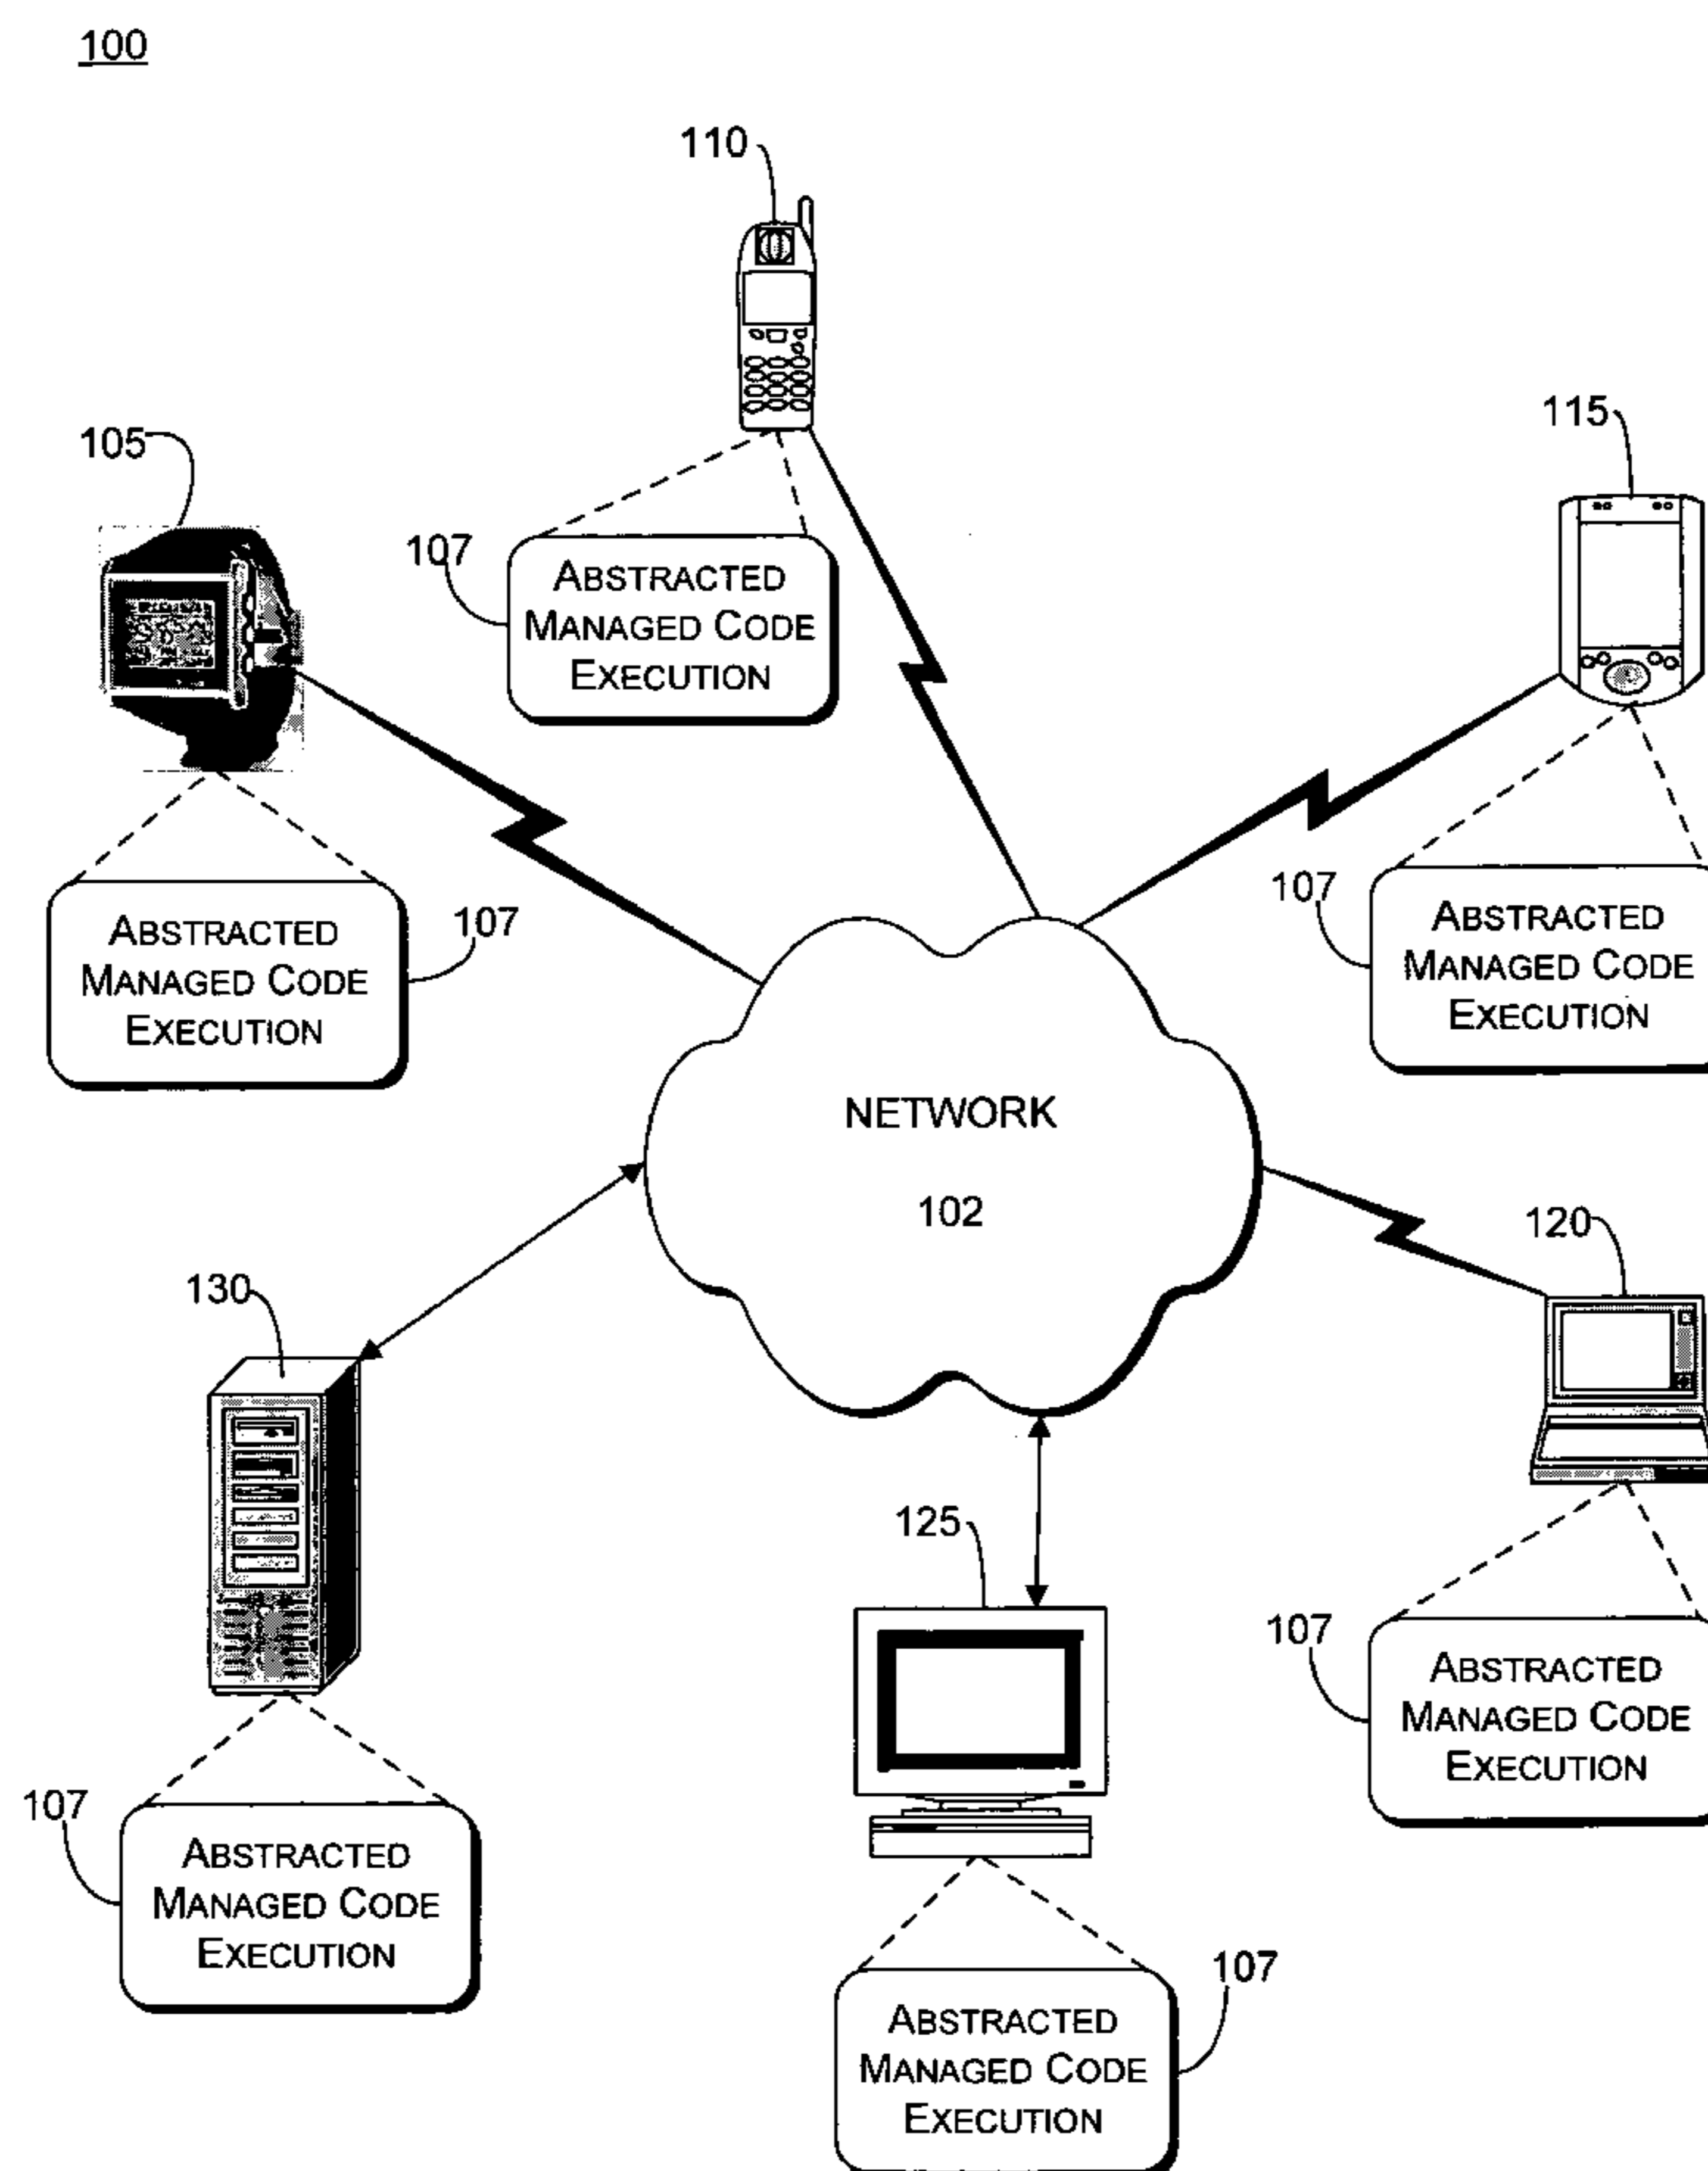 100
110
115
105
107
ABSTRACTED
MANAGED CODE
EXECUTION
107
ABSTRACTED
MANAGED CODE
EXECUTION
107
ABSTRACTED
MANAGED CODE
EXECUTION
NETWORK
102
120
130
125
107
ABSTRACTED
MANAGED CODE
EXECUTION
107
ABSTRACTED
MANAGED CODE
EXECUTION
107
ABSTRACTED
MANAGED CODE
EXECUTION